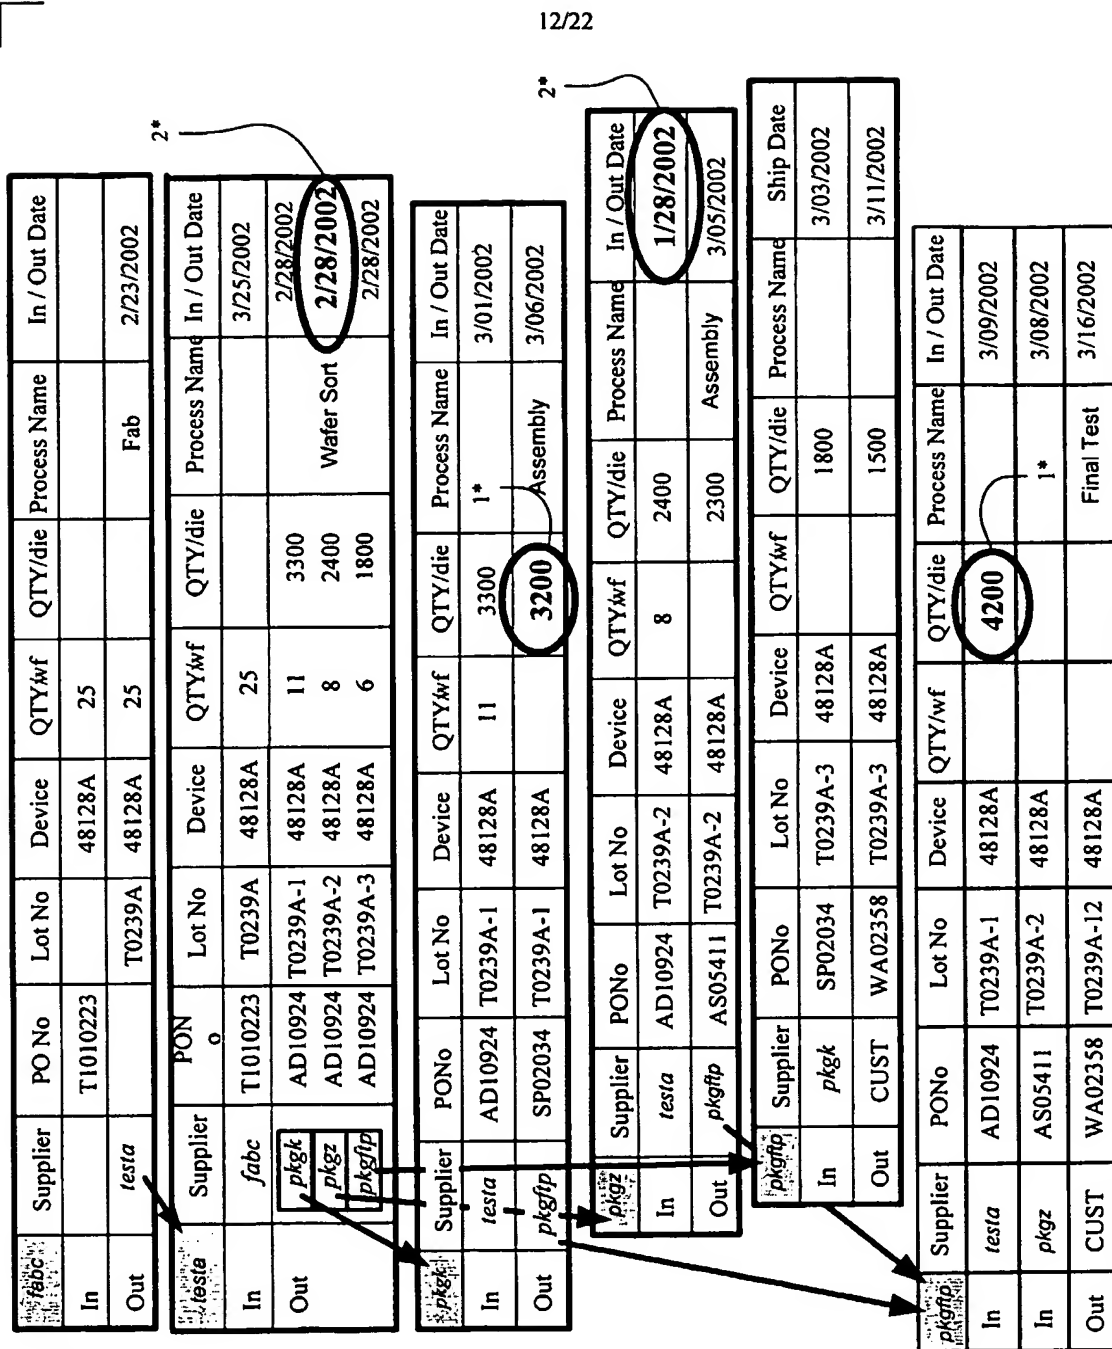 12/22
fabc Supplier PO No Lot No Device QTY/wf QTY/die Process Name In / Out Date
In T1010223 48128A 25
Out testa T0239A 48128A 25 Fab 2/23/2002
2*
testa Supplier PON o Lot No Device QTY/wf QTY/die Process Name In / Out Date
In fabc T1010223 T0239A 48128A 25 3/25/2002
Out pkgk AD10924 T0239A-1 48128A 11 3300 2/28/2002
pkgz AD10924 T0239A-2 48128A 8 2400 Wafer Sort 2/28/2002
pkgftp AD10924 T0239A-3 48128A 6 1800 2/28/2002
pkgk Supplier PONo Lot No Device QTY/wf QTY/die Process Name In / Out Date
In testa AD10924 T0239A-1 48128A 11 3300 1* 3/01/2002
Out pkgftp SP02034 T0239A-1 48128A 3200 Assembly 3/06/2002
2*
pkgz Supplier PONo Lot No Device QTY/wf QTY/die Process Name In / Out Date
In testa AD10924 T0239A-2 48128A 8 2400 1/28/2002
Out pkgftp AS05411 T0239A-2 48128A 2300 Assembly 3/05/2002
pkgftp Supplier PONo Lot No Device QTY/wf QTY/die Process Name Ship Date
In pkgk SP02034 T0239A-3 48128A 1800 3/03/2002
Out CUST WA02358 T0239A-3 48128A 1500 3/11/2002
pkgftp Supplier PONo Lot No Device QTY/wf QTY/die Process Name In / Out Date
In testa AD10924 T0239A-1 48128A 4200 3/09/2002
In pkgz AS05411 T0239A-2 48128A 1* 3/08/2002
Out CUST WA02358 T0239A-12 48128A Final Test 3/16/2002